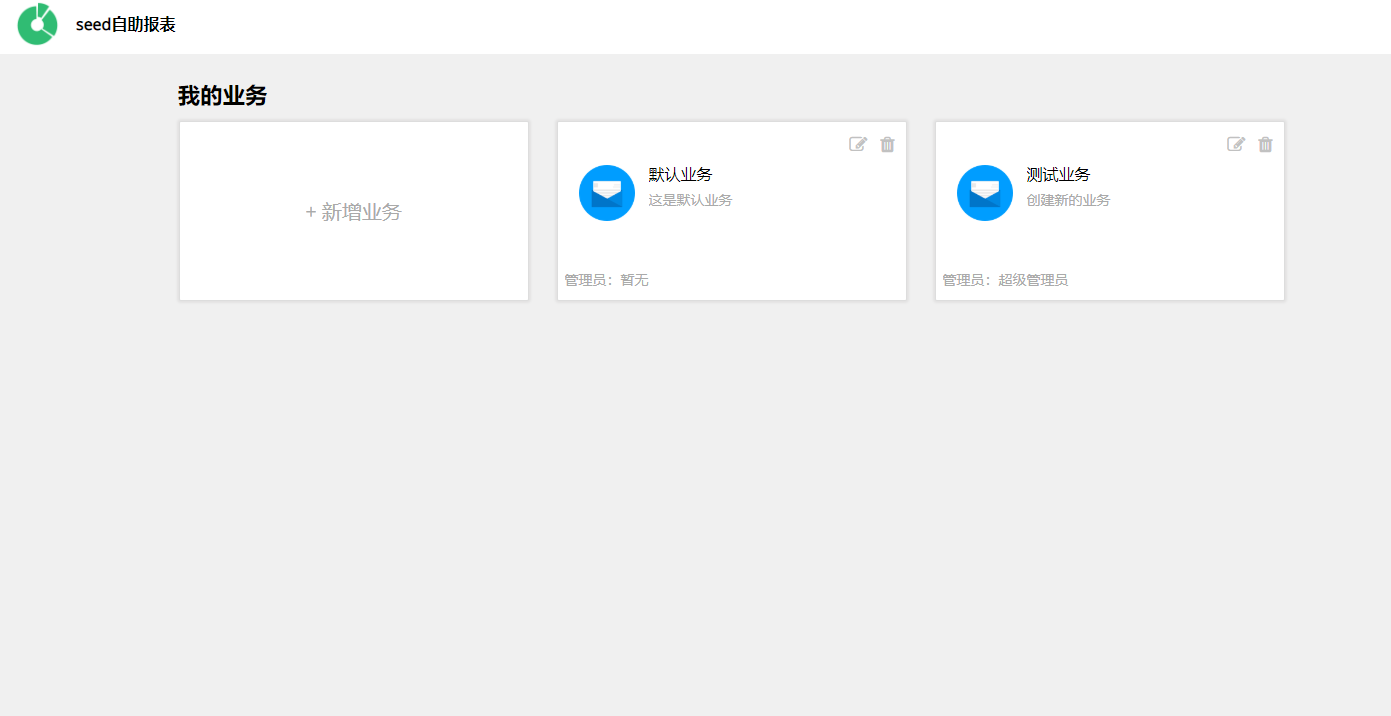 seed自助报表
我的业务
+ 新增业务
默认业务
这是默认业务
管理员：暂无
测试业务
创建新的业务
管理员：超级管理员